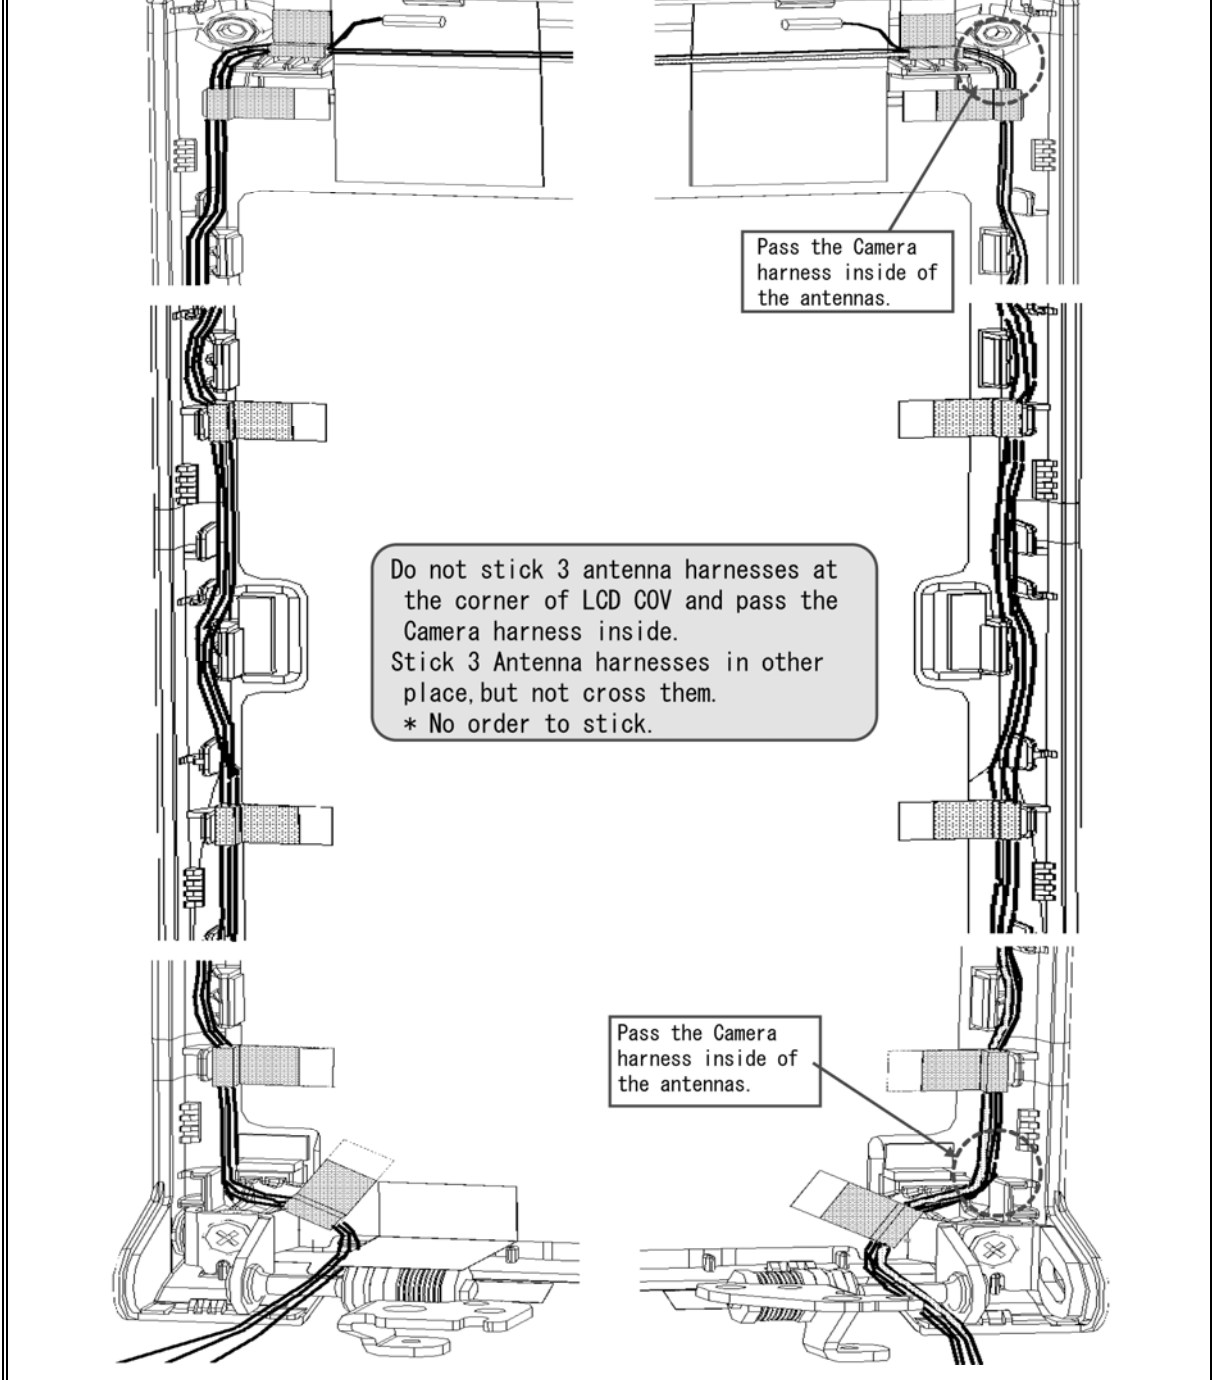 Pass the Camera
harness inside of
the antennas.
Do not stick 3 antenna harnesses at
the corner of LCD COV and pass the
Camera harness inside.
Stick 3 Antenna harnesses in other
place, but not cross them.
* No order to stick.
Pass the Camera
harness inside of
the antennas.